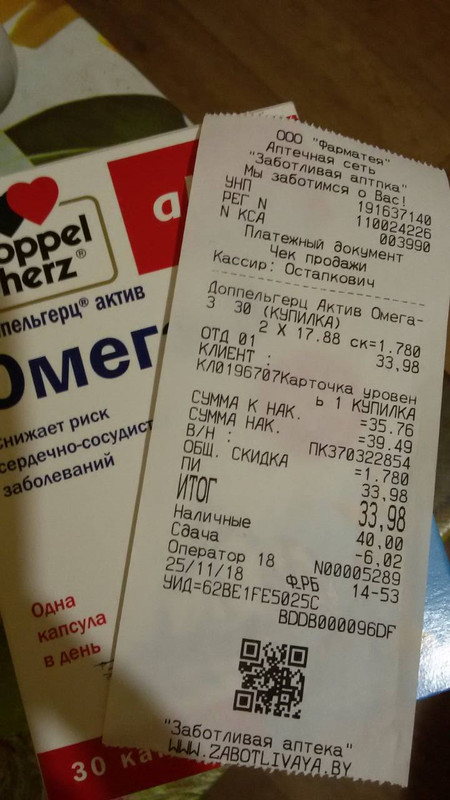 ООО "Фарматея"
Аптечная сеть
"Заботливая аптпка"
Мы заботимся о Вас!
УНП 191637140
РЕГ N 110024226
N КСА 003990
Платежный документ
Чек продажи
Кассир: Остапкович
Доппельгерц Актив Омега-
3 30 (КУПИЛКА)
2 X 17.88 ск=1.780
ОТД 01 33,98
КЛИЕНТ :
КЛ0196707Карточка уровен
ь 1 КУПИЛКА
СУММА К НАК. =35.76
СУММА НАК. =39.49
В/Н : ПК370322854
ОБЩ. СКИДКА =1.780
ПИ 33,98
ИТОГ 33,98
Наличные 40,00
Сдача -6,02
Оператор 18 N00005289
25/11/18 Ф.РБ 14-53
УИД=62BE1FE5025C
BDDB000096DF
"Заботливая аптека"
WWW.ZABOTLIVAYA.BY
oppel
herz®
ппельгерц® актив
Омег
Снижает риск
сердечно-сосудист
заболеваний
Одна
капсула
в день
30 ка
a